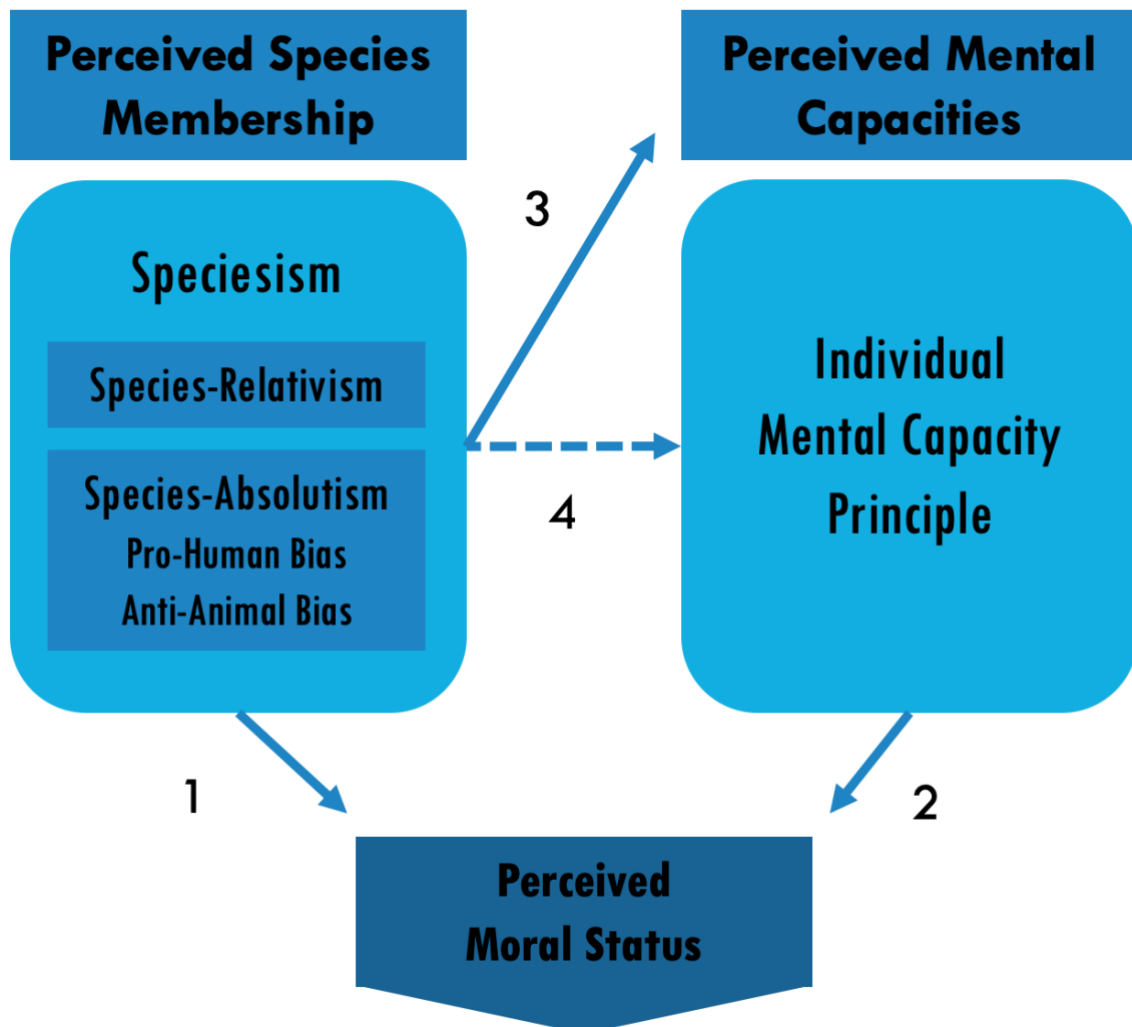 Perceived Species
Membership
Perceived Mental
Capacities
3
Speciesism
Species-Relativism
Species-Absolutism
Pro-Human Bias
Anti-Animal Bias
4
Individual
Mental Capacity
Principle
1
2
Perceived
Moral Status